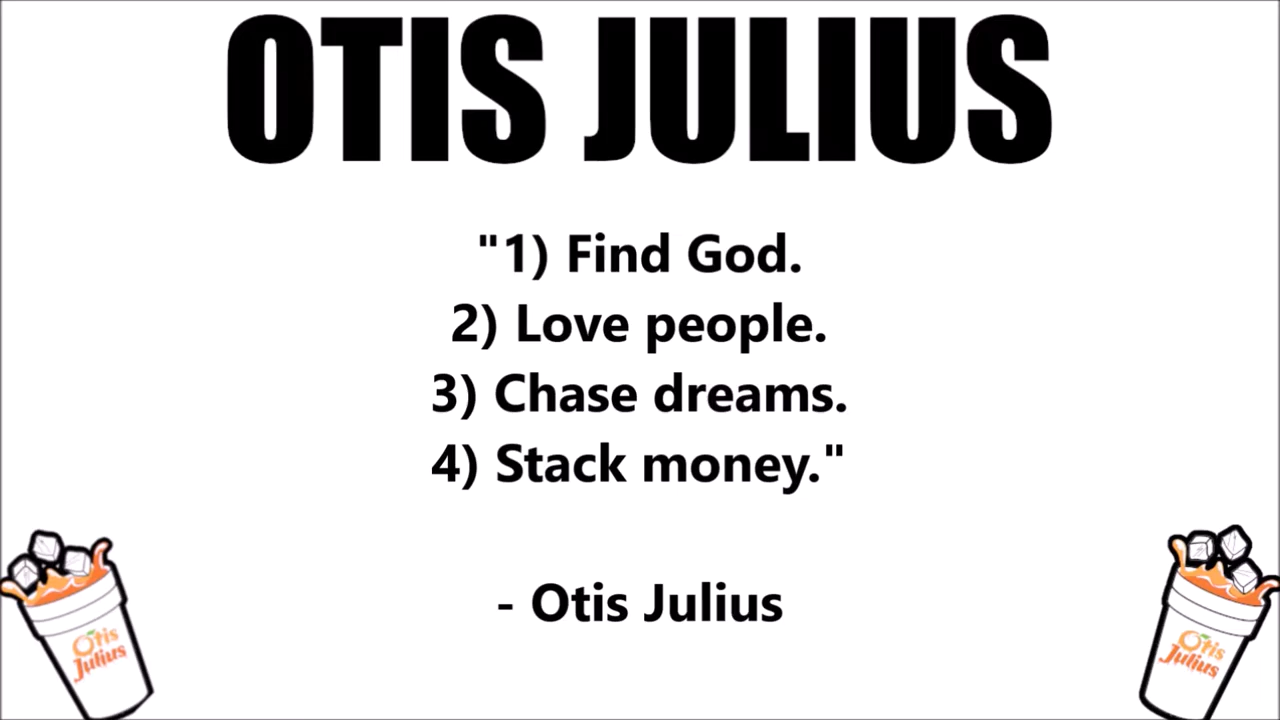 OTIS JULIUS
"1) Find God.
2) Love people.
3) Chase dreams.
4) Stack money."
- Otis Julius
Otis
Julius
Otis
Julius